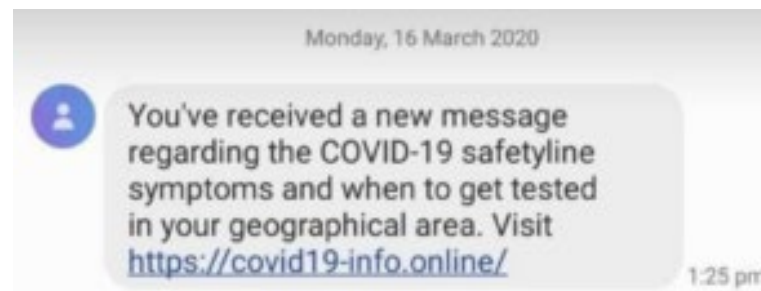 Monday, 16 March 2020
You've received a new message
regarding the COVID-19 safetyline
symptoms and when to get tested
in your geographical area. Visit
https://covid19-info.online/
1:25 pm